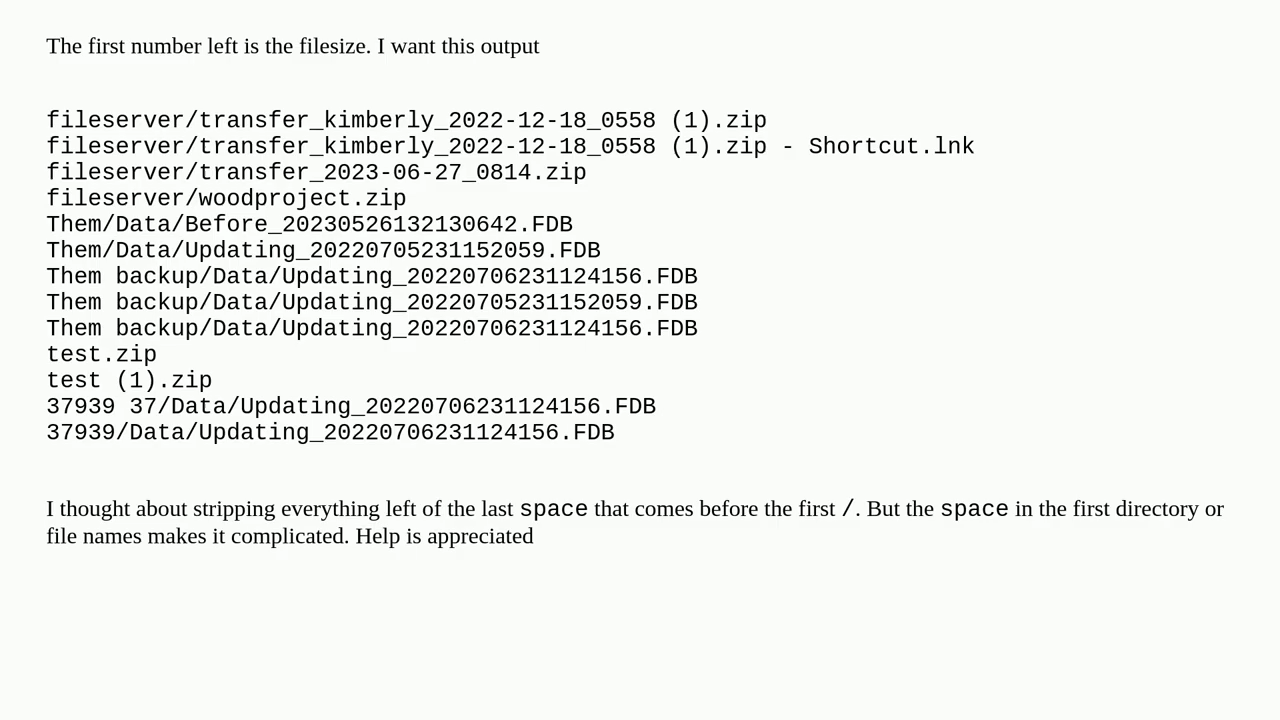 The first number left is the filesize. I want this output
fileserver/transfer_kimberly_2022-12-18_0558 (1).zip
fileserver/transfer_kimberly_2022-12-18_0558 (1).zip - Shortcut.lnk
fileserver/transfer_2023-06-27_0814.zip
fileserver/woodproject.zip
Them/Data/Before_20230526132130642.FDB
Them/Data/Updating_20220705231152059.FDB
Them backup/Data/Updating_20220706231124156.FDB
Them backup/Data/Updating_20220705231152059.FDB
Them backup/Data/Updating_20220706231124156.FDB
test.zip
test (1).zip
37939 37/Data/Updating_20220706231124156.FDB
37939/Data/Updating_20220706231124156.FDB
I thought about stripping everything left of the last space that comes before the first /. But the space in the first directory or
file names makes it complicated. Help is appreciated